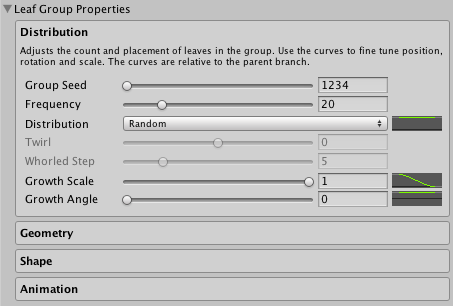 Leaf Group Properties
Distribution
Adjusts the count and placement of leaves in the group. Use the curves to fine tune position,
rotation and scale. The curves are relative to the parent branch.
Group Seed 1234
Frequency 20
Distribution Random
Twirl 0
Whorled Step 5
Growth Scale 1
Growth Angle 0
Geometry
Shape
Animation